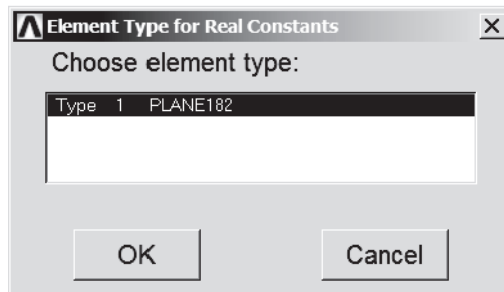 Element Type for Real Constants
Choose element type:
Type 1 PLANE182
OK
Cancel